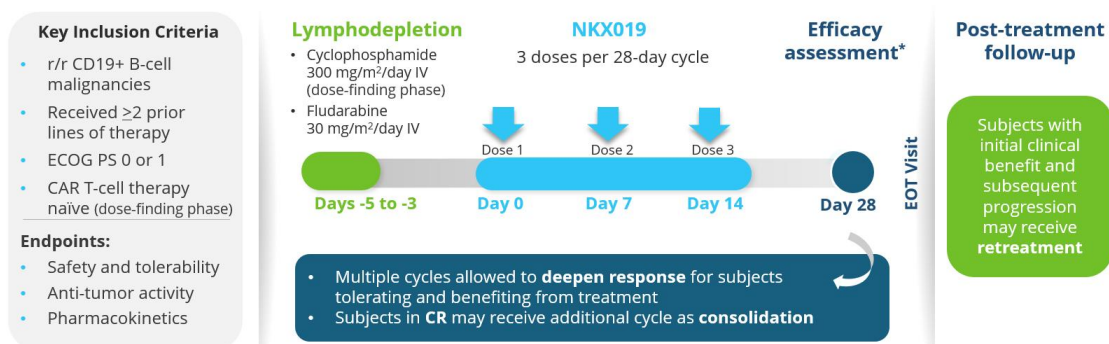 Key Inclusion Criteria
• r/r CD19+ B-cell
malignancies
• Received ≥2 prior
lines of therapy
• ECOG PS 0 or 1
• CAR T-cell therapy
naïve (dose-finding phase)
Endpoints:
• Safety and tolerability
• Anti-tumor activity
• Pharmacokinetics
Lymphodepletion
• Cyclophosphamide
300 mg/m²/day IV
(dose-finding phase)
• Fludarabine
30 mg/m²/day IV
Days -5 to -3
NKX019
3 doses per 28-day cycle
Dose 1
Dose 2
Dose 3
Day 0
Day 7
Day 14
Efficacy
assessment*
Day 28
EOT Visit
• Multiple cycles allowed to deepen response for subjects
tolerating and benefiting from treatment
• Subjects in CR may receive additional cycle as consolidation
Post-treatment
follow-up
Subjects with
initial clinical
benefit and
subsequent
progression
may receive
retreatment